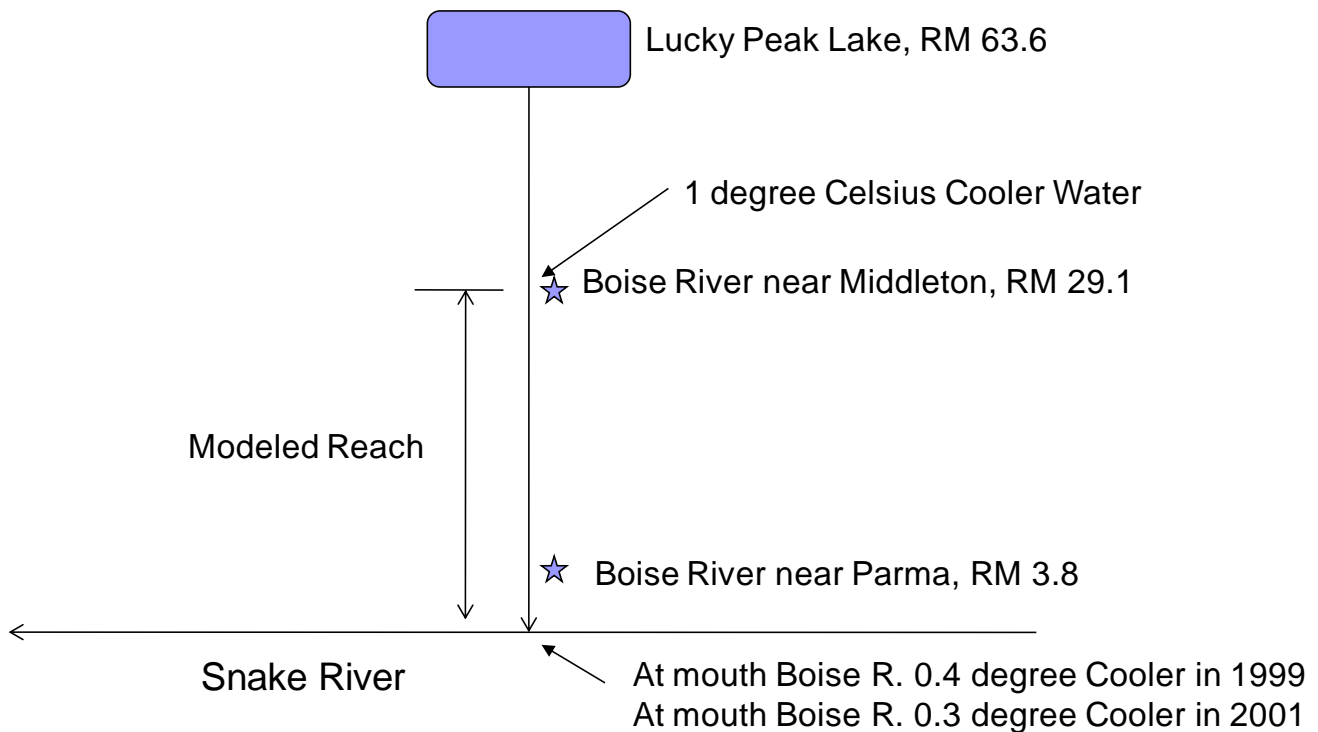 Lucky Peak Lake, RM 63.6
1 degree Celsius Cooler Water
Boise River near Middleton, RM 29.1
Modeled Reach
Boise River near Parma, RM 3.8
Snake River
At mouth Boise R. 0.4 degree Cooler in 1999
At mouth Boise R. 0.3 degree Cooler in 2001